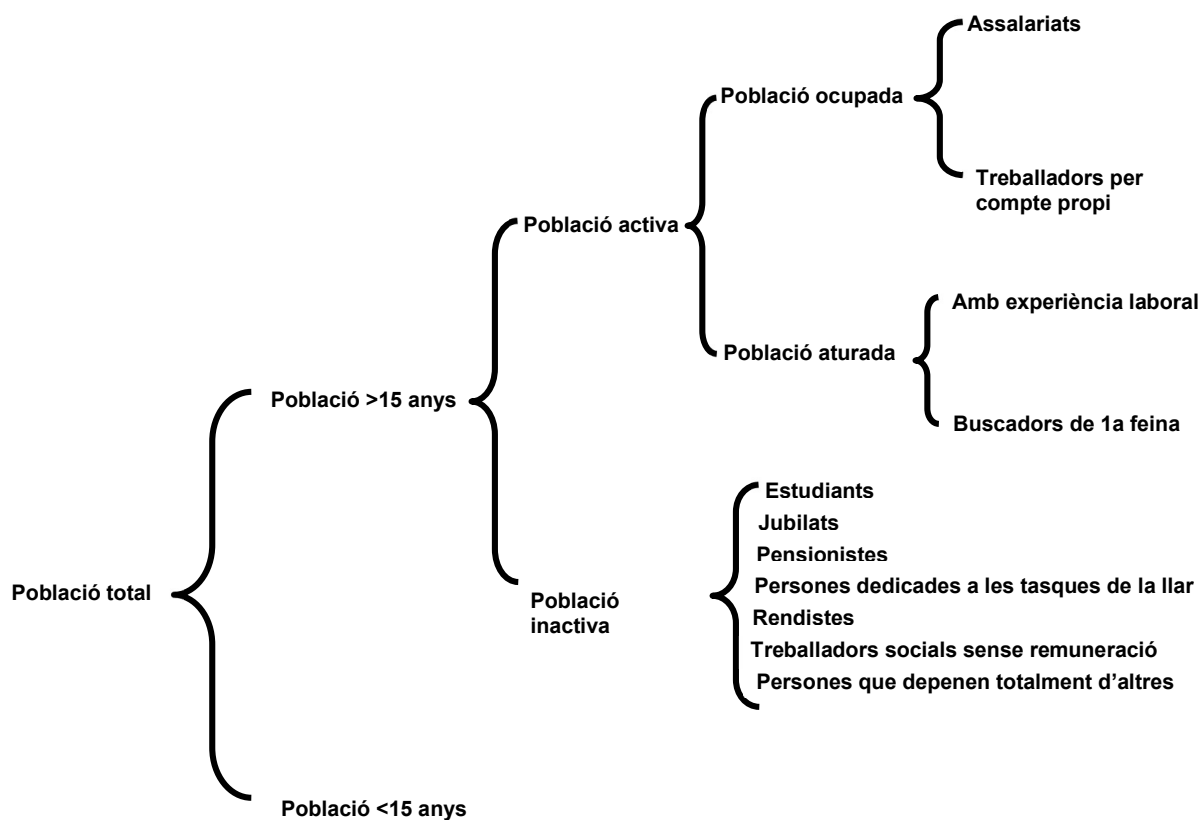 Assalariats
Població ocupada
Treballadors per
compte propi
Població activa
Amb experiència laboral
Població aturada
Població >15 anys
Buscadors de 1a feina
Estudiants
Jubilats
Pensionistes
Població total
Persones dedicades a les tasques de la llar
Població
inactiva
Rendistes
Treballadors socials sense remuneració
Persones que depenen totalment d’altres
Població <15 anys